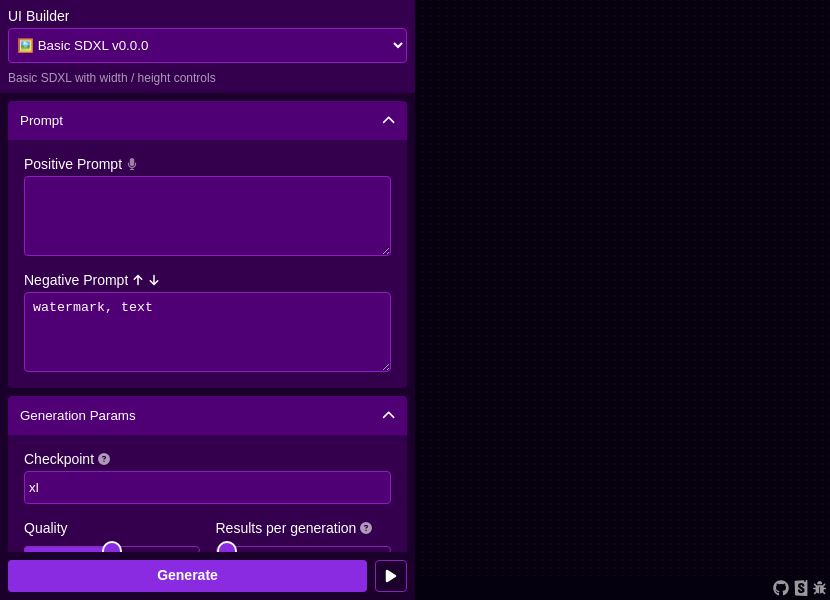 UI Builder
🖼️ Basic SDXL v0.0.0
Basic SDXL with width / height controls
Prompt
Positive Prompt
Negative Prompt
watermark, text
Generation Params
Checkpoint
xl
Quality
Results per generation
Generate